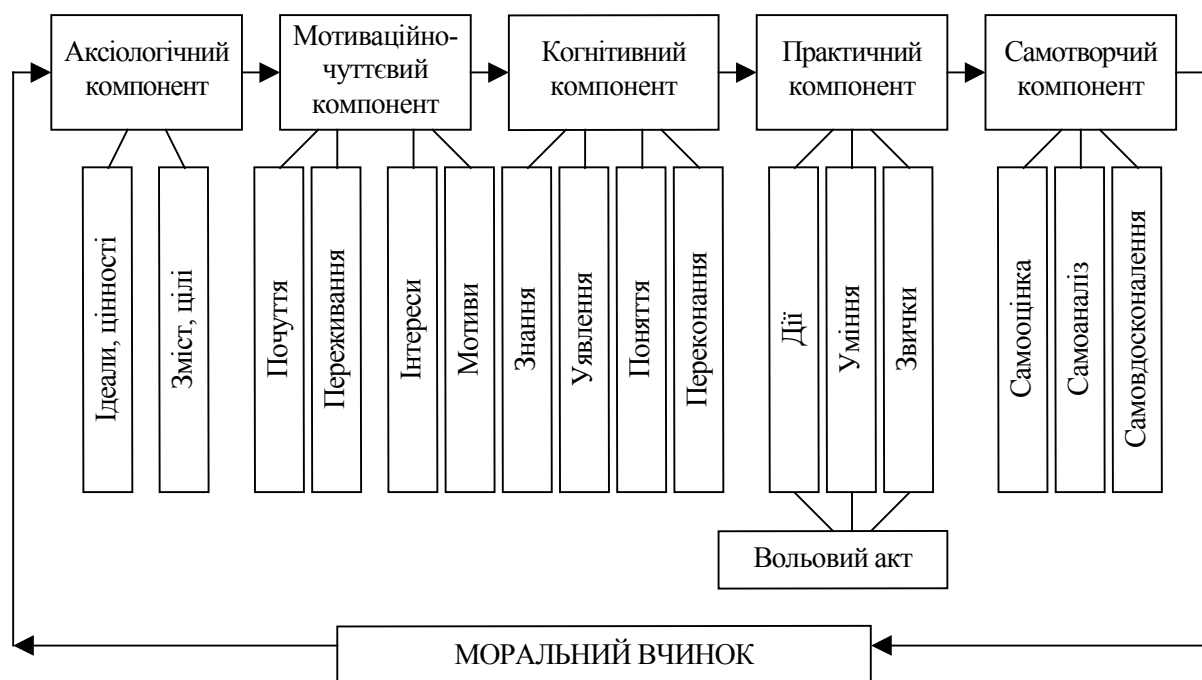 Аксіологічний
компонент
Мотиваційно-
чуттєвий
компонент
Когнітивний
компонент
Практичний
компонент
Самотворчий
компонент
Ідеали, цінності
Зміст, цілі
Почуття
Переживання
Інтереси
Мотиви
Знання
Уявлення
Поняття
Переконання
Дії
Уміння
Звички
Самооцінка
Самоаналіз
Самовдосконалення
Вольовий акт
МОРАЛЬНИЙ ВЧИНОК